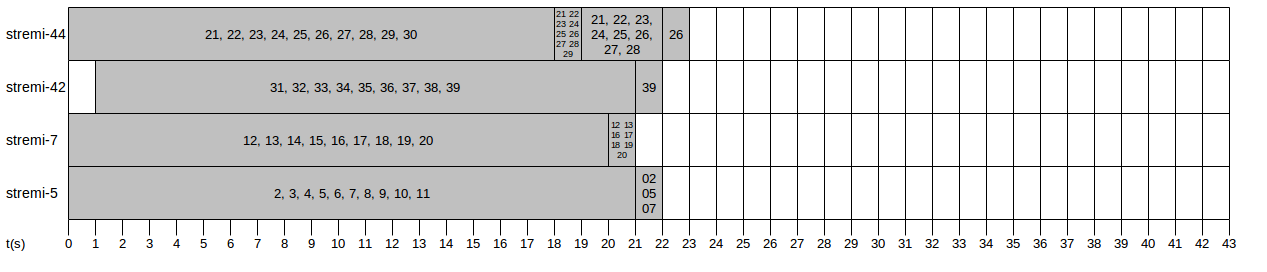 stremi-44
21, 22, 23, 24, 25, 26, 27, 28, 29, 30
21 22
23 24
25 26
27 28
29
21, 22, 23,
24, 25, 26,
27, 28
26
stremi-42
31, 32, 33, 34, 35, 36, 37, 38, 39
39
stremi-7
12, 13, 14, 15, 16, 17, 18, 19, 20
12 13
16 17
18 19
20
stremi-5
2, 3, 4, 5, 6, 7, 8, 9, 10, 11
02
05
07
t(s) 0 1 2 3 4 5 6 7 8 9 10 11 12 13 14 15 16 17 18 19 20 21 22 23 24 25 26 27 28 29 30 31 32 33 34 35 36 37 38 39 40 41 42 43